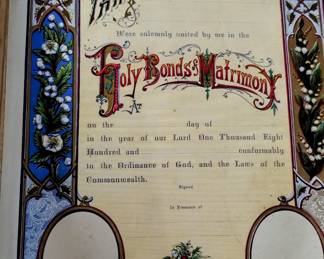 Were solemnly united by me in the
Holy Bonds of Matrimony
At
on the day of
in the year of our Lord One Thousand Eight
Hundred and conformably
to the Ordinance of God, and the Laws of the
Commonwealth.
Signed
In Presence of